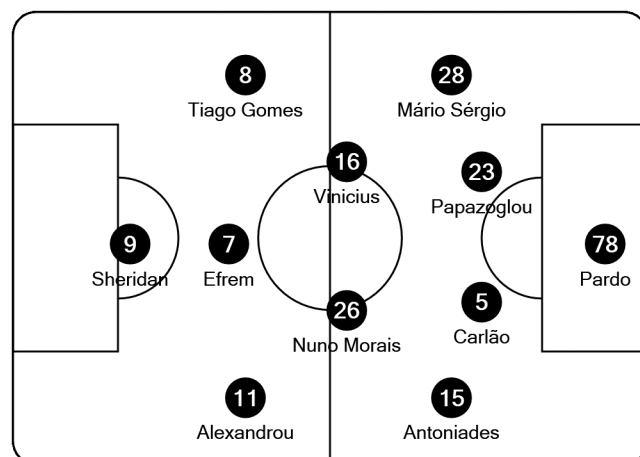 8
Tiago Gomes
28
Mário Sérgio
16
Vinicius
23
Papazoglou
9
Sheridan
7
Efrem
78
Pardo
26
Nuno Morais
5
Carlão
11
Alexandrou
15
Antoniades